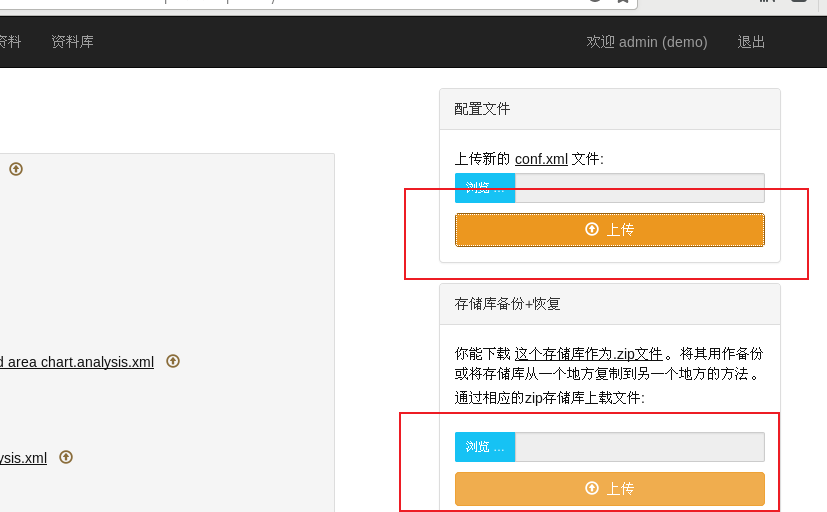 资料库
欢迎 admin (demo)
退出
配置文件
上传新的 conf.xml 文件:
浏览 ...
上传
d area chart.analysis.xml
ysis.xml
存储库备份+恢复
你能下载 这个存储库作为.zip文件 。将其用作备份
或将存储库从一个地方复制到另一个地方的方法 。
通过相应的zip存储库上载文件:
浏览 ...
上传